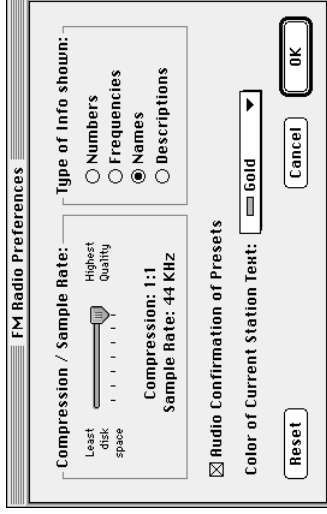 FM Radio Preferences
Compression / Sample Rate:
Least
disk
space
Highest
Quality
Compression: 1:1
Sample Rate: 44 KHz
Type of Info shown:
Numbers
Frequencies
Names
Descriptions
Audio Confirmation of Presets
Color of Current Station Text:
Gold
Reset
Cancel
OK